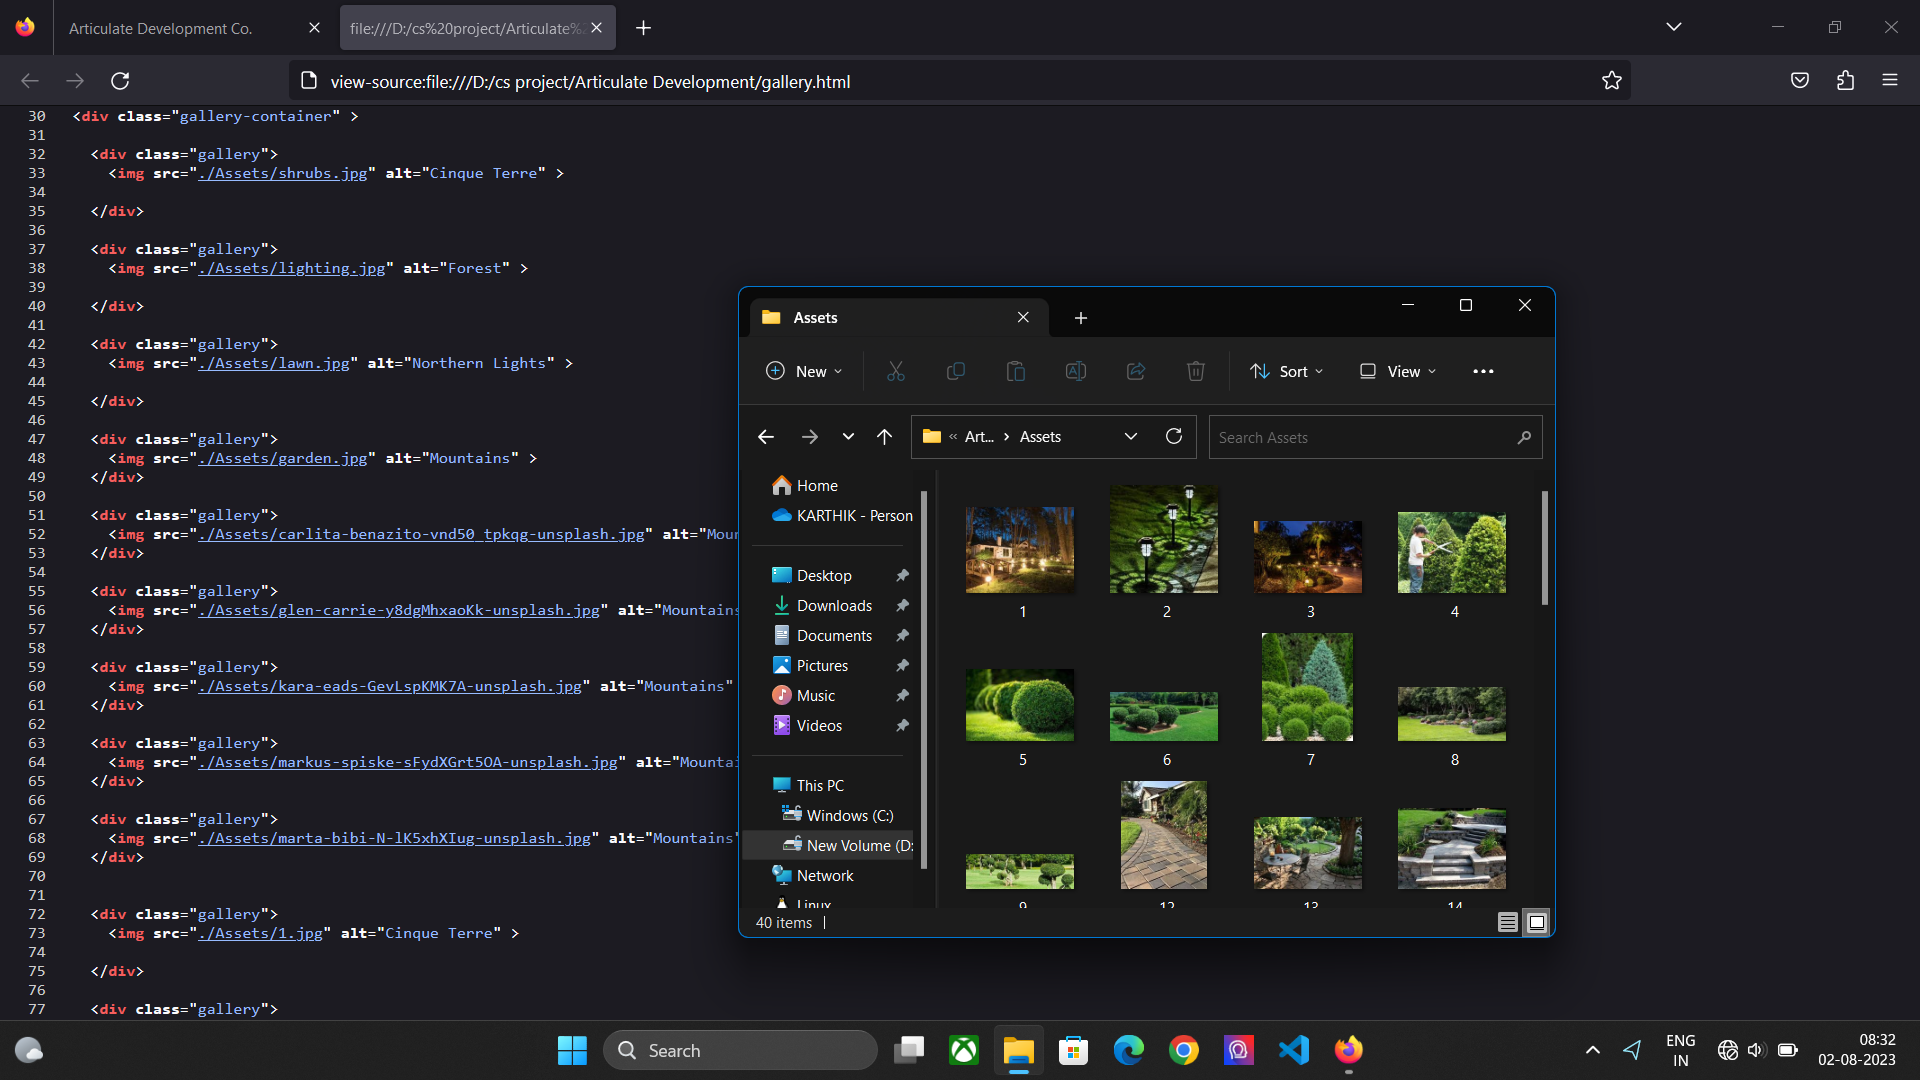 Articulate Development Co.
file:///D:/cs%20project/Articulate%2
view-source:file:///D:/cs project/Articulate Development/gallery.html
30 <div class="gallery-container" >
31
32 <div class="gallery">
33 <img src="./Assets/shrubs.jpg" alt="Cinque Terre" >
34
35 </div>
36
37 <div class="gallery">
38 <img src="./Assets/lighting.jpg" alt="Forest" >
39
40 </div>
41
42 <div class="gallery">
43 <img src="./Assets/lawn.jpg" alt="Northern Lights" >
44
45 </div>
46
47 <div class="gallery">
48 <img src="./Assets/garden.jpg" alt="Mountains" >
49 </div>
50
51 <div class="gallery">
52 <img src="./Assets/carlita-benazito-vnd50_tpkqg-unsplash.jpg" alt="Moun
53 </div>
54
55 <div class="gallery">
56 <img src="./Assets/glen-carrie-y8dgMhxaoKk-unsplash.jpg" alt="Mountains
57 </div>
58
59 <div class="gallery">
60 <img src="./Assets/kara-eads-GevLspKMK7A-unsplash.jpg" alt="Mountains"
61 </div>
62
63 <div class="gallery">
64 <img src="./Assets/markus-spiske-sFydXGrt5OA-unsplash.jpg" alt="Mountai
65 </div>
66
67 <div class="gallery">
68 <img src="./Assets/marta-bibi-N-lK5xhXIug-unsplash.jpg" alt="Mountains"
69 </div>
70
71
72 <div class="gallery">
73 <img src="./Assets/1.jpg" alt="Cinque Terre" >
74
75 </div>
76
77 <div class="gallery">
Assets
New
Sort
View
« Art... › Assets
Search Assets
Home
KARTHIK - Person
Desktop
Downloads
Documents
Pictures
Music
Videos
This PC
Windows (C:)
New Volume (D:
Network
Linux
1 2 3 4
5 6 7 8
9 12 13 14
40 items
Search
ENG
IN
08:32
02-08-2023